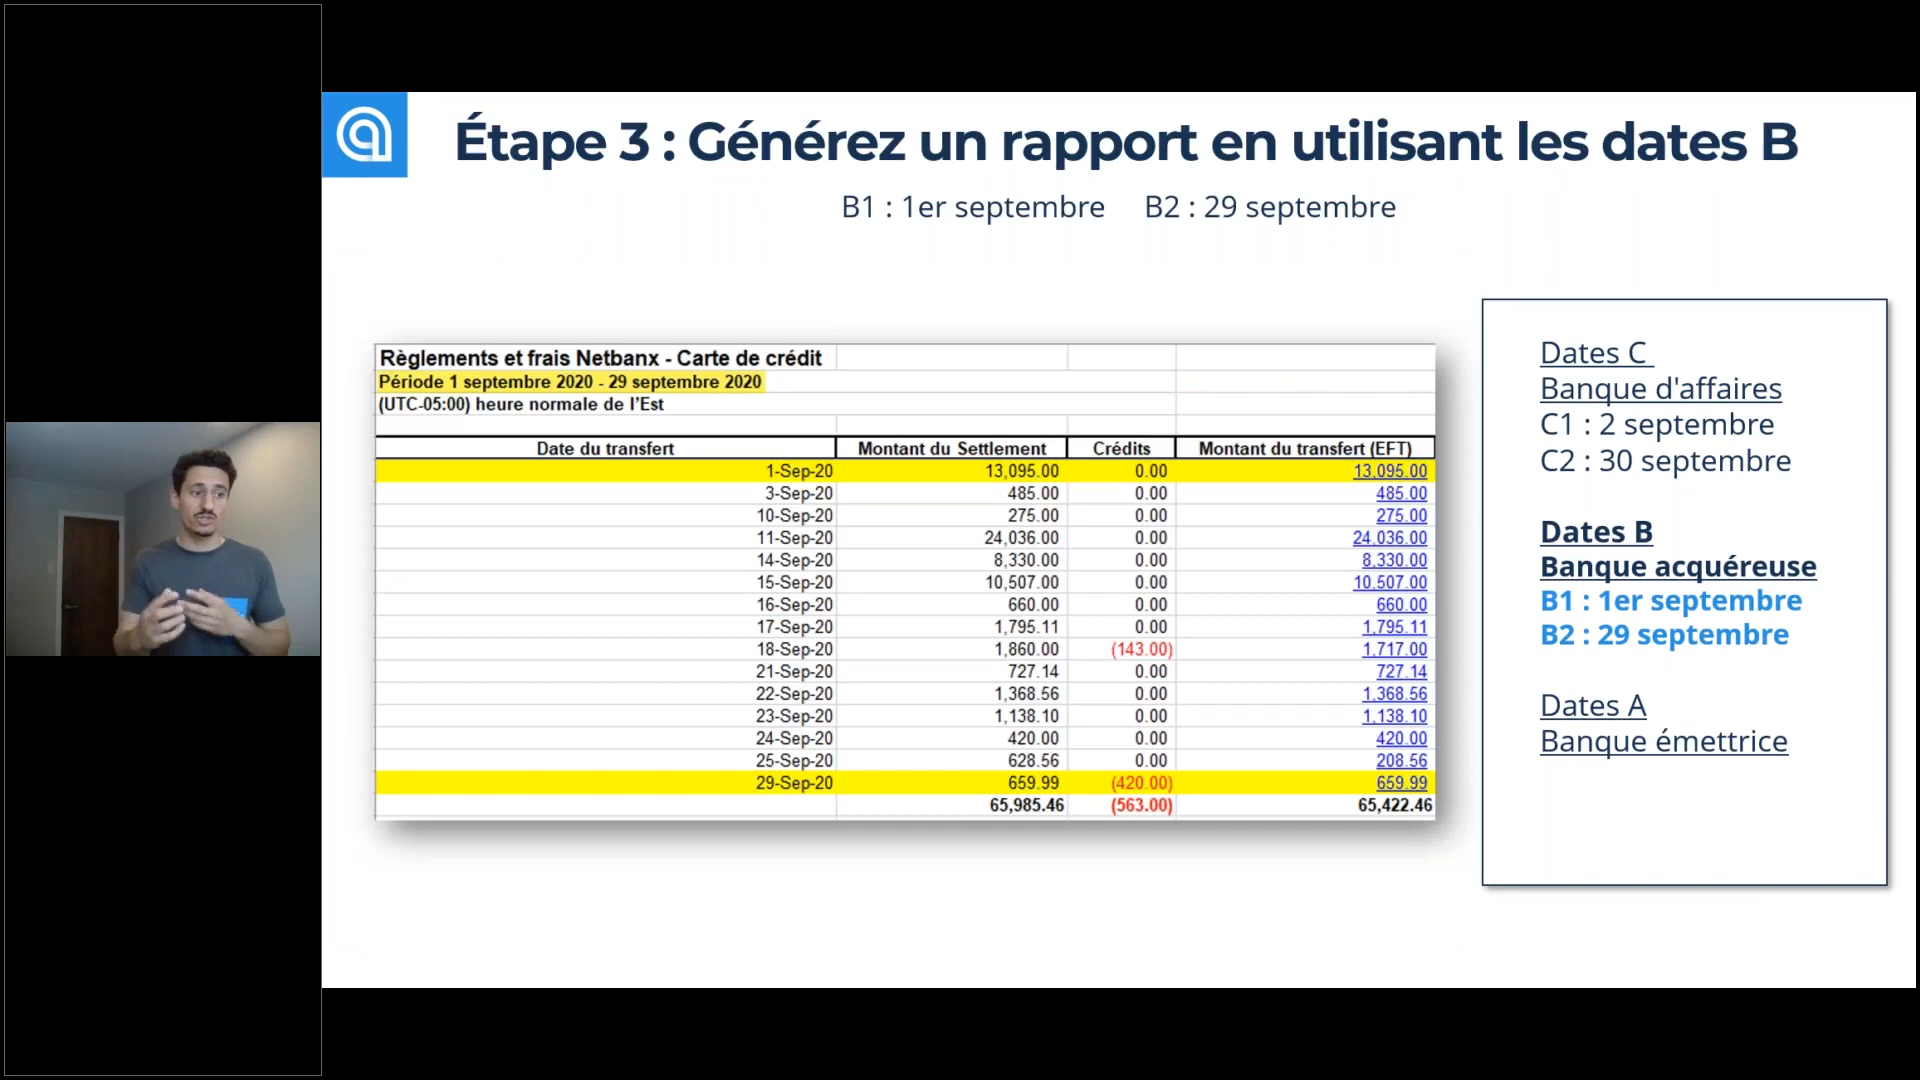 Étape 3 : Générez un rapport en utilisant les dates B
B1 : 1er septembre B2 : 29 septembre
Règlements et frais Netbanx - Carte de crédit
Période 1 septembre 2020 - 29 septembre 2020
(UTC-05:00) heure normale de l'Est
Date du transfert Montant du Settlement Crédits Montant du transfert (EFT)
1-Sep-20 13,095.00 0.00 13,095.00
3-Sep-20 485.00 0.00 485.00
10-Sep-20 275.00 0.00 275.00
11-Sep-20 24,036.00 0.00 24,036.00
14-Sep-20 8,330.00 0.00 8,330.00
15-Sep-20 10,507.00 0.00 10,507.00
16-Sep-20 660.00 0.00 660.00
17-Sep-20 1,795.11 0.00 1,795.11
18-Sep-20 1,860.00 (143.00) 1,717.00
21-Sep-20 727.14 0.00 727.14
22-Sep-20 1,368.56 0.00 1,368.56
23-Sep-20 1,138.10 0.00 1,138.10
24-Sep-20 420.00 0.00 420.00
25-Sep-20 628.56 0.00 208.56
29-Sep-20 659.99 (420.00) 659.99
65,985.46 (563.00) 65,422.46
Dates C
Banque d'affaires
C1 : 2 septembre
C2 : 30 septembre
Dates B
Banque acquéreuse
B1 : 1er septembre
B2 : 29 septembre
Dates A
Banque émettrice